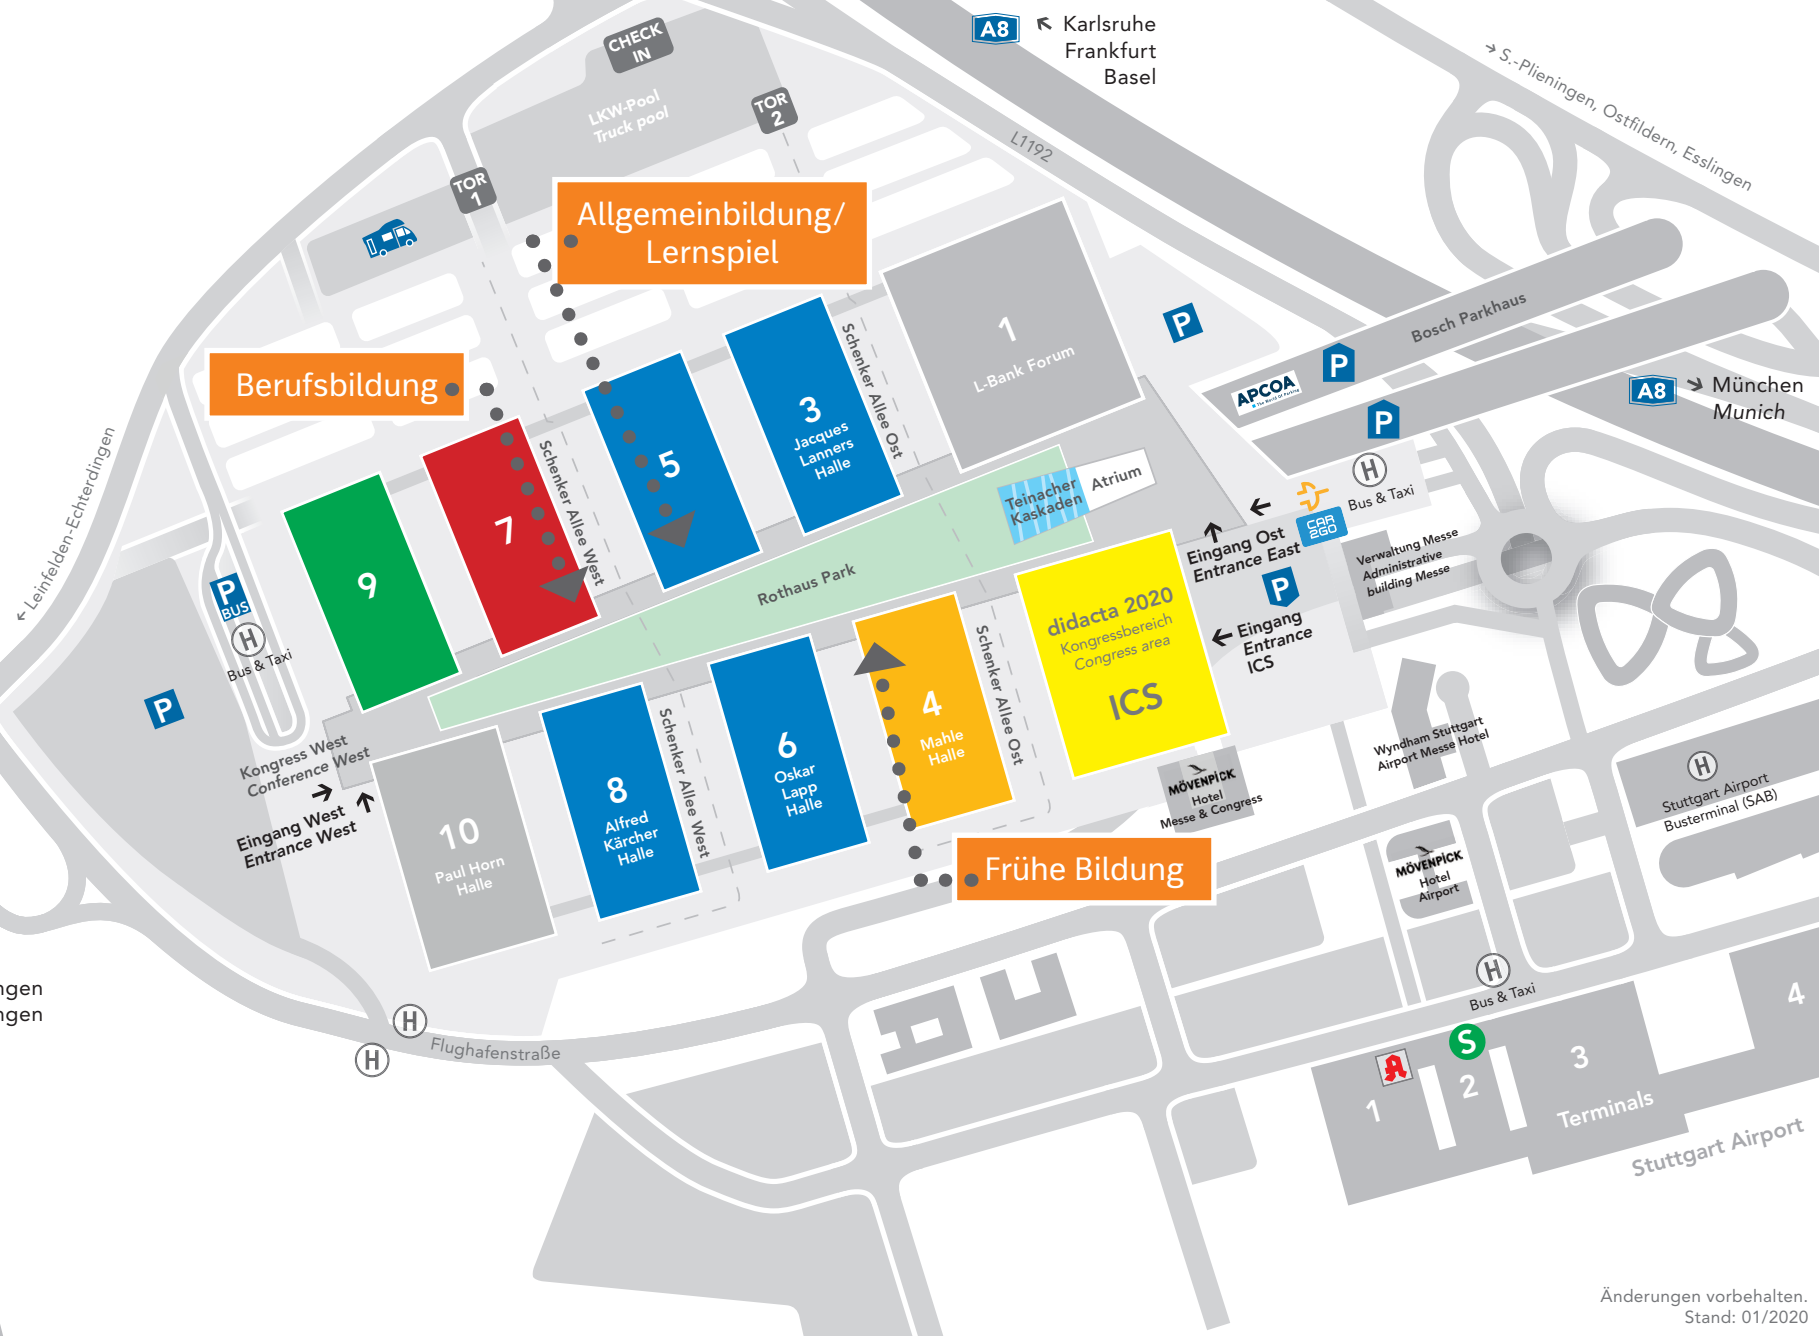 CHECK
IN
LKW-Pool
Truck pool
TOR
2
TOR
1
A8
Karlsruhe
Frankfurt
Basel
S.-Plieningen, Ostfildern, Esslingen
L1192
Allgemeinbildung/
Lernspiel
Berufsbildung
Leinfelden-Echterdingen
1
L-Bank Forum
P
Bosch Parkhaus
APCOA
P
P
A8
München
Munich
Schenker Allee Ost
3
Jacques
Lanners
Halle
5
Schenker Allee West
7
9
Teinacher
Kaskaden
Atrium
H
Bus & Taxi
CAR
2GO
Eingang Ost
Entrance East
Verwaltung Messe
Administrative
building Messe
P
Eingang
Entrance
ICS
P
BUS
H
Bus & Taxi
P
Rothaus Park
didacta 2020
Kongressbereich
Congress area
ICS
4
Mahle
Halle
Schenker Allee Ost
6
Oskar
Lapp
Halle
Schenker Allee West
8
Alfred
Kärcher
Halle
10
Paul Horn
Halle
Kongress West
Conference West
Eingang West
Entrance West
MÖVENPICK
Hotel
Messe & Congress
Wyndham Stuttgart
Airport Messe Hotel
H
Stuttgart Airport
Busterminal (SAB)
Frühe Bildung
MÖVENPICK
Hotel
Airport
H
Bus & Taxi
ngen
ngen
H
H
Flughafenstraße
S
1
2
3
Terminals
4
Stuttgart Airport
Änderungen vorbehalten.
Stand: 01/2020